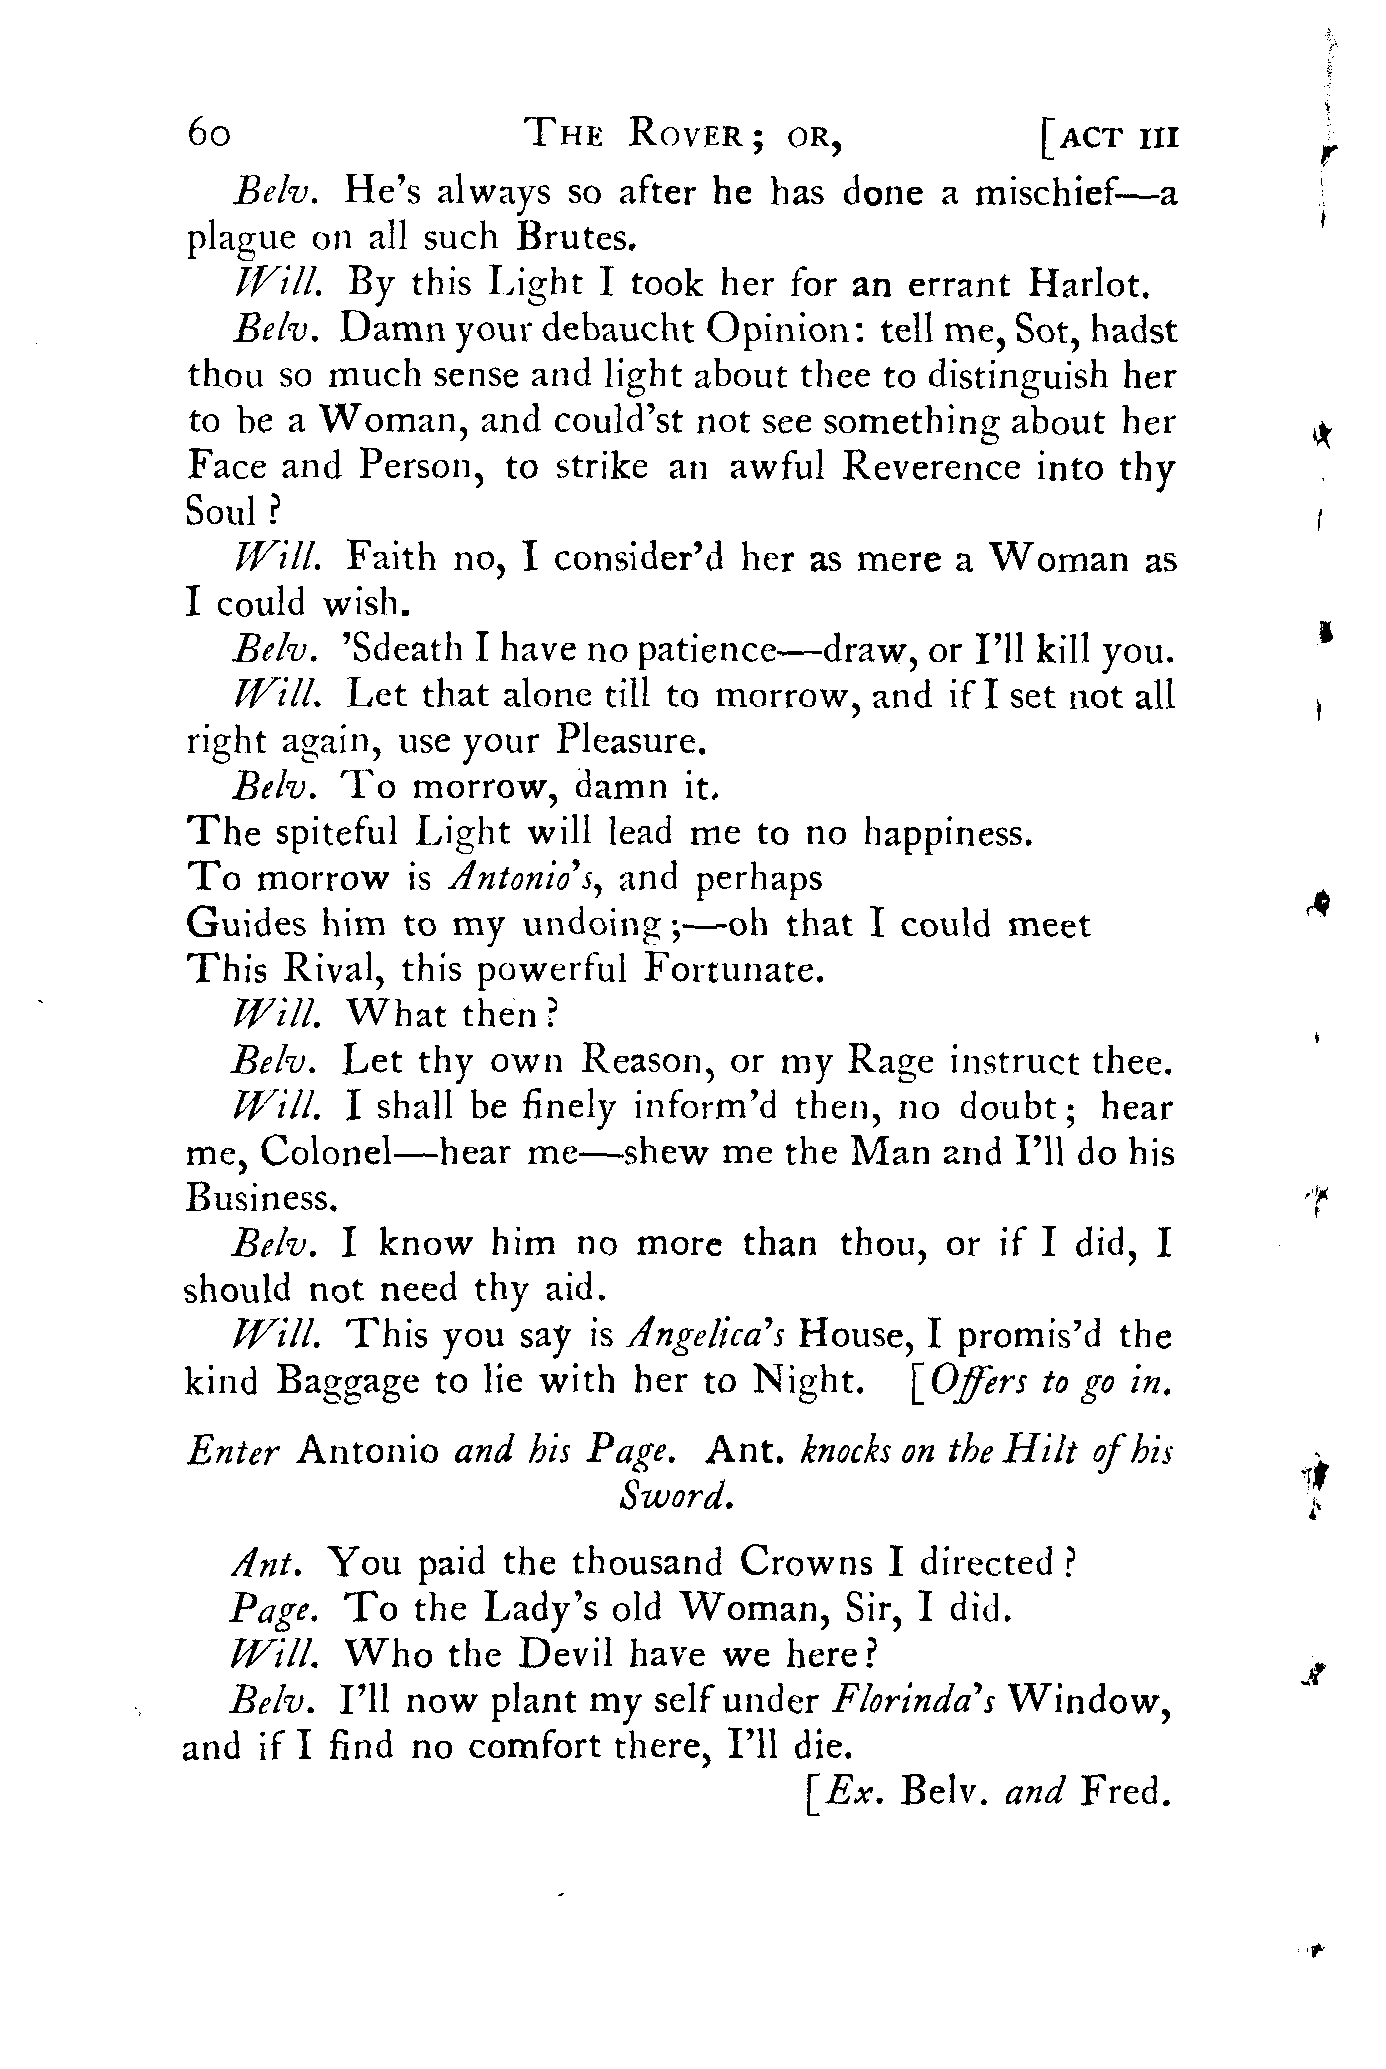 60 The Rover; or, [ACT III
Belv. He's always so after he has done a mischief—a
plague on all such Brutes.
Will. By this Light I took her for an errant Harlot.
Belv. Damn your debaucht Opinion: tell me, Sot, hadst
thou so much sense and light about thee to distinguish her
to be a Woman, and could'st not see something about her
Face and Person, to strike an awful Reverence into thy
Soul?
Will. Faith no, I consider'd her as mere a Woman as
I could wish.
Belv. 'Sdeath I have no patience—draw, or I'll kill you.
Will. Let that alone till to morrow, and if I set not all
right again, use your Pleasure.
Belv. To morrow, damn it.
The spiteful Light will lead me to no happiness.
To morrow is Antonio's, and perhaps
Guides him to my undoing;—oh that I could meet
This Rival, this powerful Fortunate.
Will. What then?
Belv. Let thy own Reason, or my Rage instruct thee.
Will. I shall be finely inform'd then, no doubt; hear
me, Colonel—hear me—shew me the Man and I'll do his
Business.
Belv. I know him no more than thou, or if I did, I
should not need thy aid.
Will. This you say is Angelica's House, I promis'd the
kind Baggage to lie with her to Night. [Offers to go in.
Enter Antonio and his Page. Ant. knocks on the Hilt of his
Sword.
Ant. You paid the thousand Crowns I directed?
Page. To the Lady's old Woman, Sir, I did.
Will. Who the Devil have we here?
Belv. I'll now plant my self under Florinda's Window,
and if I find no comfort there, I'll die.
[Ex. Belv. and Fred.